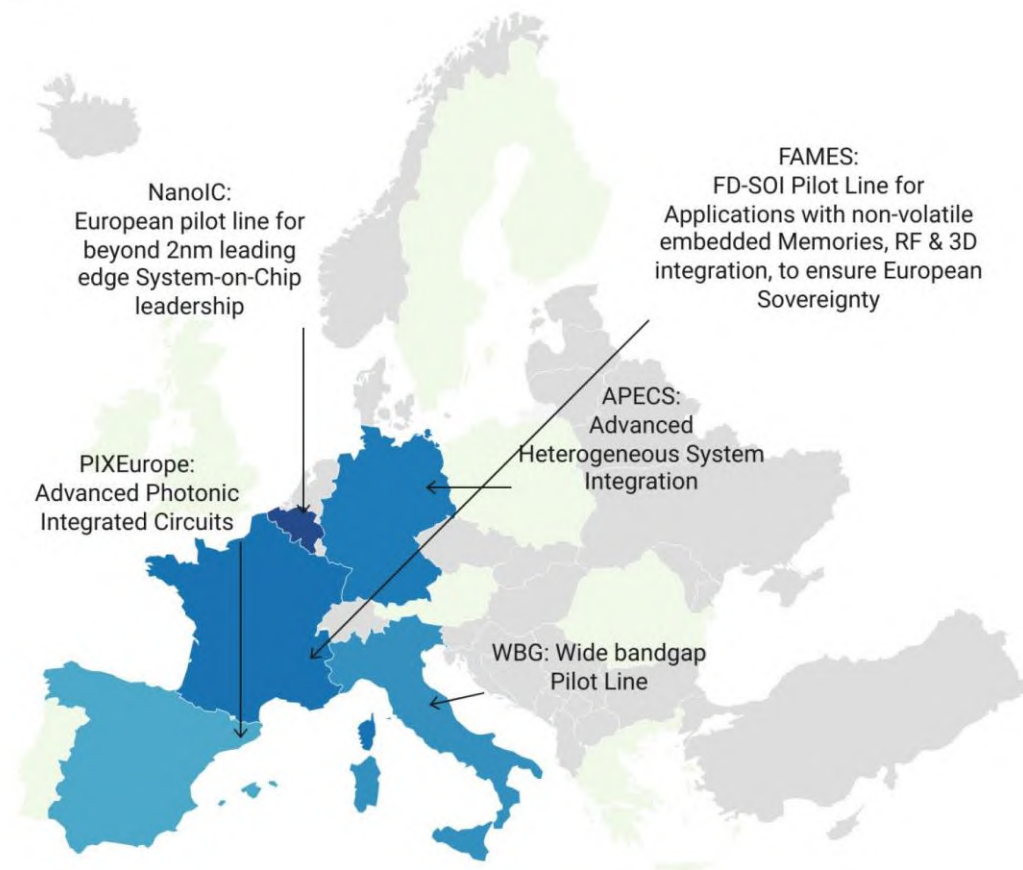 NanoIC:
European pilot line for
beyond 2nm leading
edge System-on-Chip
leadership
FAMES:
FD-SOI Pilot Line for
Applications with non-volatile
embedded Memories, RF & 3D
integration, to ensure European
Sovereignty
APECS:
Advanced
Heterogeneous System
Integration
PIXEurope:
Advanced Photonic
Integrated Circuits
WBG: Wide bandgap
Pilot Line